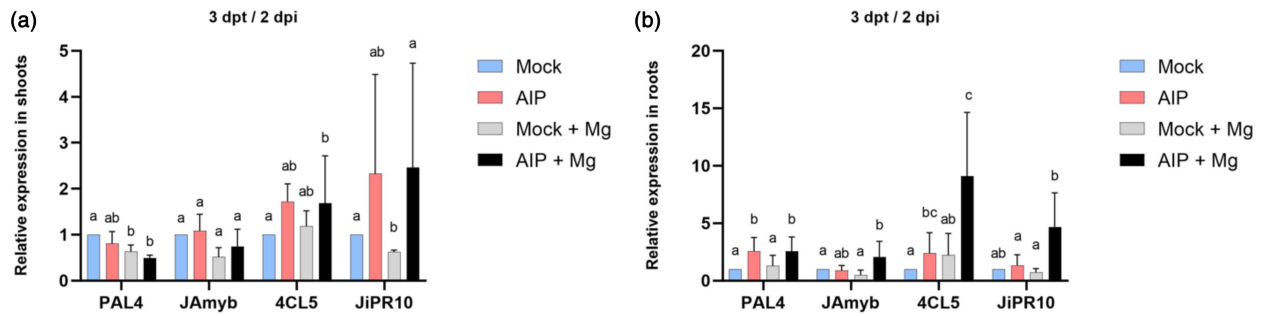 (a)
3 dpt / 2 dpi
Relative expression in shoots
5
4
3
2
1
0
a ab b b
a a a a
a ab ab b
a ab b a
PAL4 JAmyb 4CL5 JiPR10
Mock
AIP
Mock + Mg
AIP + Mg
(b)
3 dpt / 2 dpi
Relative expression in roots
20
15
10
5
0
a b a b
a ab a b
a bc ab c
ab a a b
PAL4 JAmyb 4CL5 JiPR10
Mock
AIP
Mock + Mg
AIP + Mg